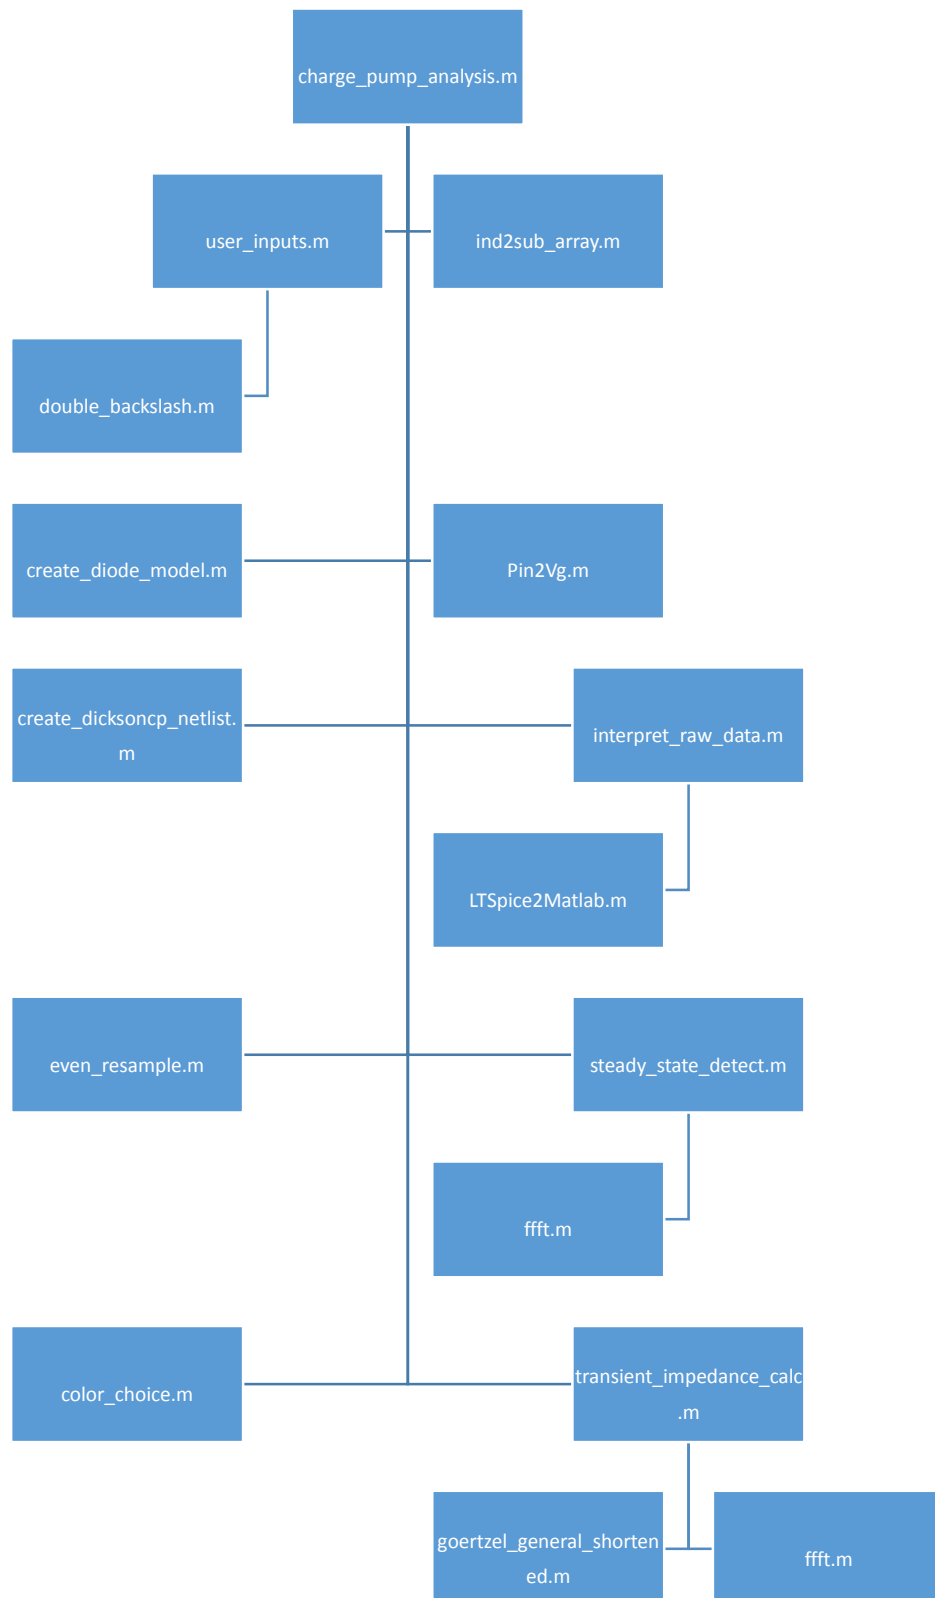 charge_pump_analysis.m
user_inputs.m
ind2sub_array.m
double_backslash.m
create_diode_model.m
Pin2Vg.m
create_dicksoncp_netlist.
m
interpret_raw_data.m
LTSpice2Matlab.m
even_resample.m
steady_state_detect.m
ffft.m
color_choice.m
transient_impedance_calc
.m
goertzel_general_shorten
ed.m
ffft.m